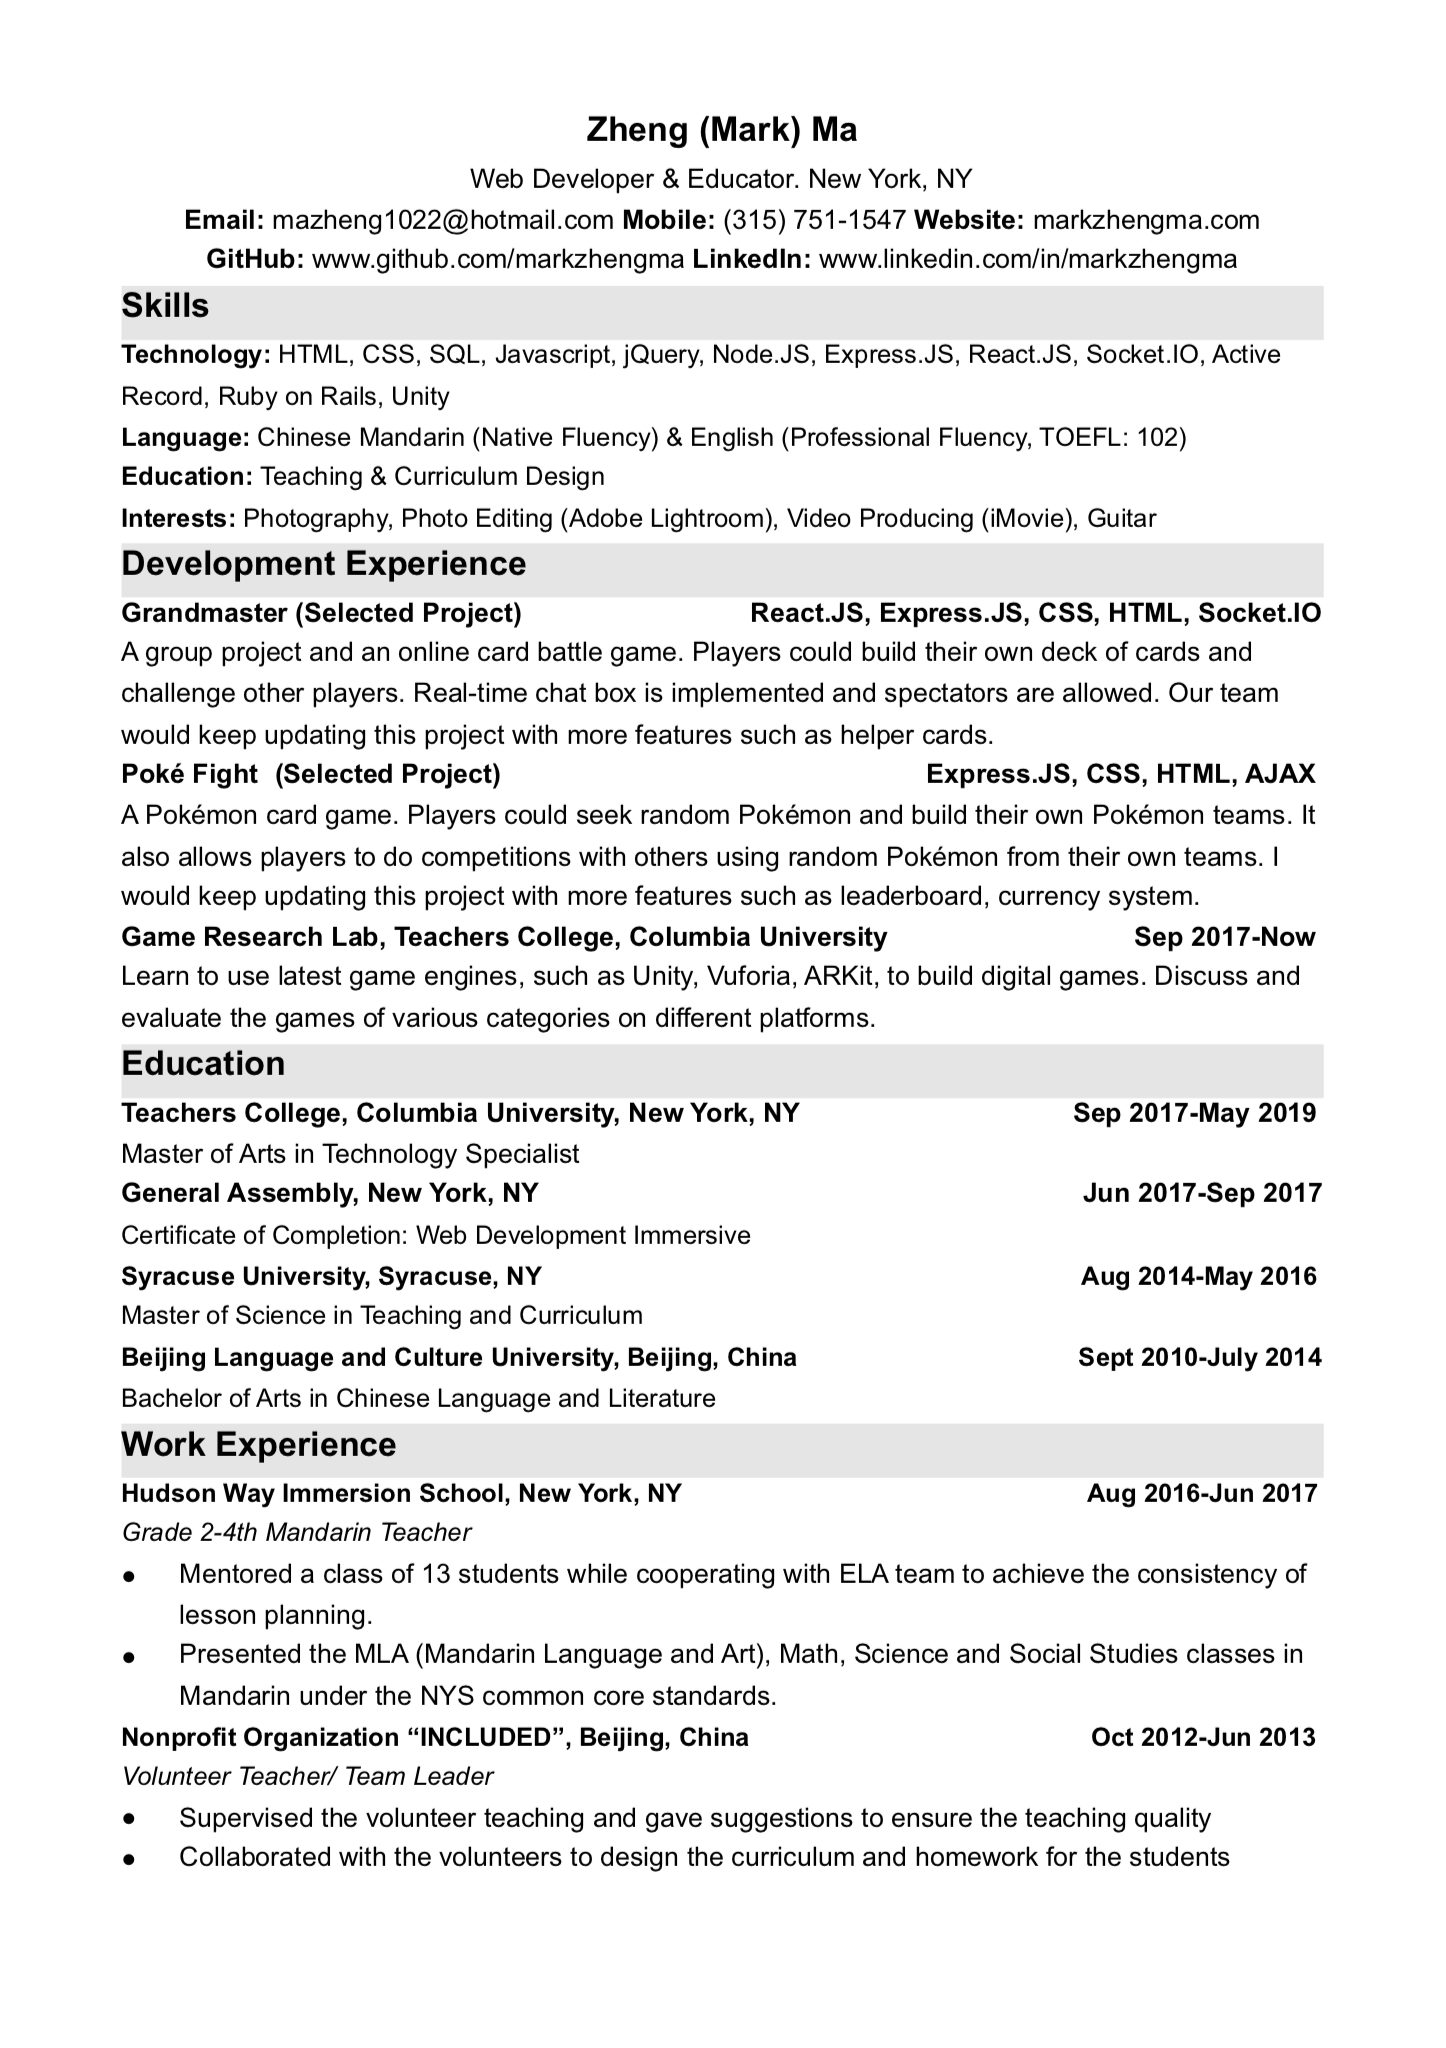 Zheng (Mark) Ma
Web Developer & Educator. New York, NY
Email: mazheng1022@hotmail.com Mobile: (315) 751-1547 Website: markzhengma.com
GitHub: www.github.com/markzhengma LinkedIn: www.linkedin.com/in/markzhengma
Skills
Technology: HTML, CSS, SQL, Javascript, jQuery, Node.JS, Express.JS, React.JS, Socket.IO, Active
Record, Ruby on Rails, Unity
Language: Chinese Mandarin (Native Fluency) & English (Professional Fluency, TOEFL: 102)
Education: Teaching & Curriculum Design
Interests: Photography, Photo Editing (Adobe Lightroom), Video Producing (iMovie), Guitar
Development Experience
Grandmaster (Selected Project) React.JS, Express.JS, CSS, HTML, Socket.IO
A group project and an online card battle game. Players could build their own deck of cards and
challenge other players. Real-time chat box is implemented and spectators are allowed. Our team
would keep updating this project with more features such as helper cards.
Poké Fight (Selected Project) Express.JS, CSS, HTML, AJAX
A Pokémon card game. Players could seek random Pokémon and build their own Pokémon teams. It
also allows players to do competitions with others using random Pokémon from their own teams. I
would keep updating this project with more features such as leaderboard, currency system.
Game Research Lab, Teachers College, Columbia University Sep 2017-Now
Learn to use latest game engines, such as Unity, Vuforia, ARKit, to build digital games. Discuss and
evaluate the games of various categories on different platforms.
Education
Teachers College, Columbia University, New York, NY Sep 2017-May 2019
Master of Arts in Technology Specialist
General Assembly, New York, NY Jun 2017-Sep 2017
Certificate of Completion: Web Development Immersive
Syracuse University, Syracuse, NY Aug 2014-May 2016
Master of Science in Teaching and Curriculum
Beijing Language and Culture University, Beijing, China Sept 2010-July 2014
Bachelor of Arts in Chinese Language and Literature
Work Experience
Hudson Way Immersion School, New York, NY Aug 2016-Jun 2017
Grade 2-4th Mandarin Teacher
● Mentored a class of 13 students while cooperating with ELA team to achieve the consistency of
lesson planning.
● Presented the MLA (Mandarin Language and Art), Math, Science and Social Studies classes in
Mandarin under the NYS common core standards.
Nonprofit Organization “INCLUDED”, Beijing, China Oct 2012-Jun 2013
Volunteer Teacher/ Team Leader
● Supervised the volunteer teaching and gave suggestions to ensure the teaching quality
● Collaborated with the volunteers to design the curriculum and homework for the students